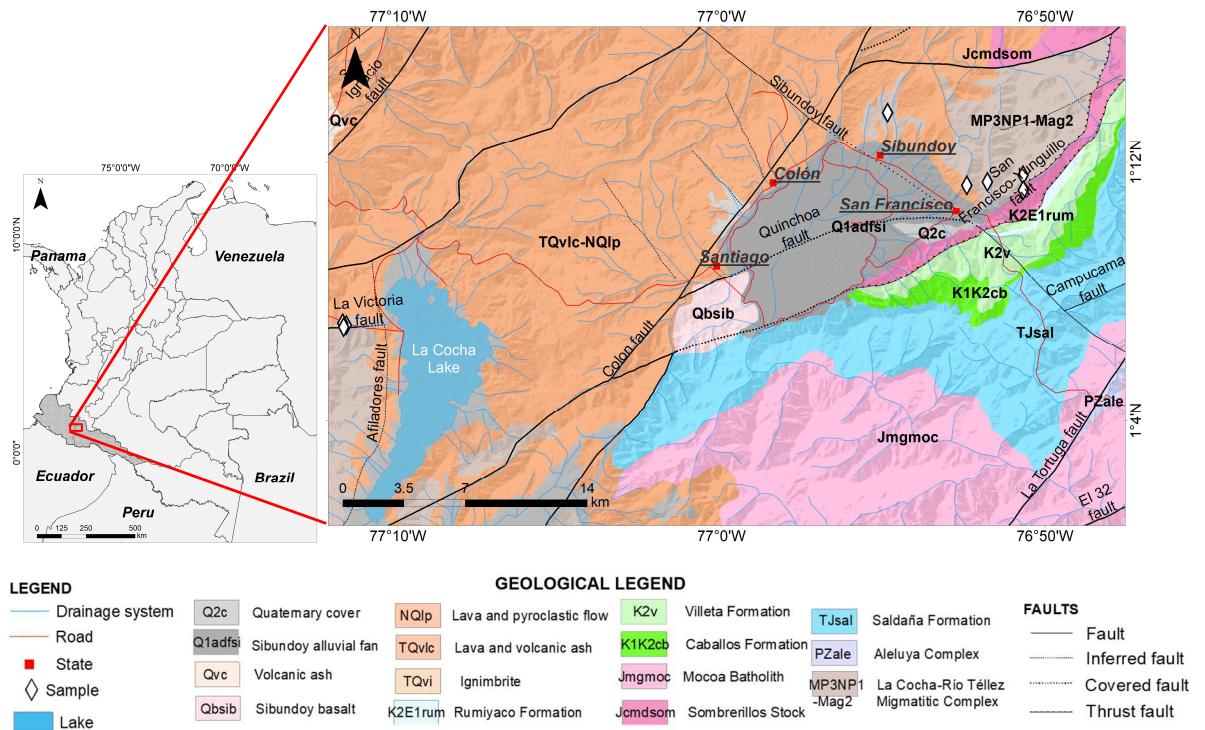 77°10'W
77°0'W
76°50'W
N
Ignacio
fault
Qvc
Sibundoy fault
Jcmdsom
MP3NP1-Mag2
Sibundoy
Colón
San
Francisco-Yunguillo
fault
San Francisco
K2E1rum
1°12'N
Quinchoa
fault
Q1adfsi
Q2c
K2v
TQvlc-NQlp
Santiago
Campucama
fault
K1K2cb
La Victoria
fault
Qbsib
TJsal
La Cocha
Lake
Colon fault
Afiladores fault
PZale
1°4'N
Jmgmoc
La Tortuga fault
El 32
fault
0
3.5
7
14
km
77°10'W
77°0'W
76°50'W
75°0'0"W
70°0'0"W
N
10°0'0"N
Panama
Venezuela
0°0'0"
Ecuador
Brazil
Peru
0 125 250 500
km
LEGEND
Drainage system
Road
State
Sample
Lake
GEOLOGICAL LEGEND
Q2c Quaternary cover
Q1adfsi Sibundoy alluvial fan
Qvc Volcanic ash
Qbsib Sibundoy basalt
NQlp Lava and pyroclastic flow
TQvlc Lava and volcanic ash
TQvi Ignimbrite
K2E1rum Rumiyaco Formation
K2v Villeta Formation
K1K2cb Caballos Formation
Jmgmoc Mocoa Batholith
Jcmdsom Sombrerillos Stock
TJsal Saldaña Formation
PZale Aleluya Complex
MP3NP1
-Mag2
La Cocha-Río Téllez
Migmatitic Complex
FAULTS
Fault
Inferred fault
Covered fault
Thrust fault